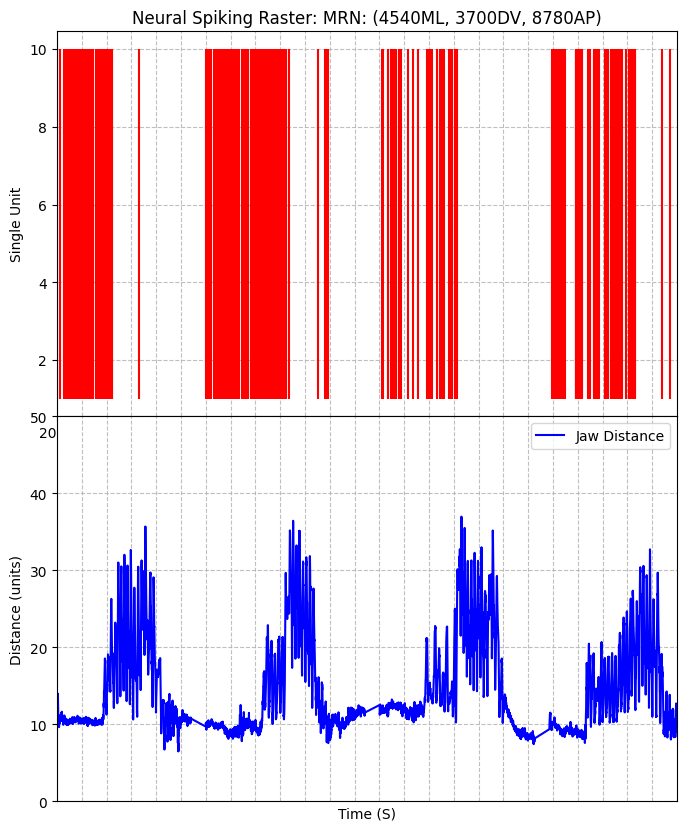 Neural Spiking Raster: MRN: (4540ML, 3700DV, 8780AP)
10
8
6
4
2
Single Unit
50
20
40
30
20
10
0
Distance (units)
Jaw Distance
Time (S)